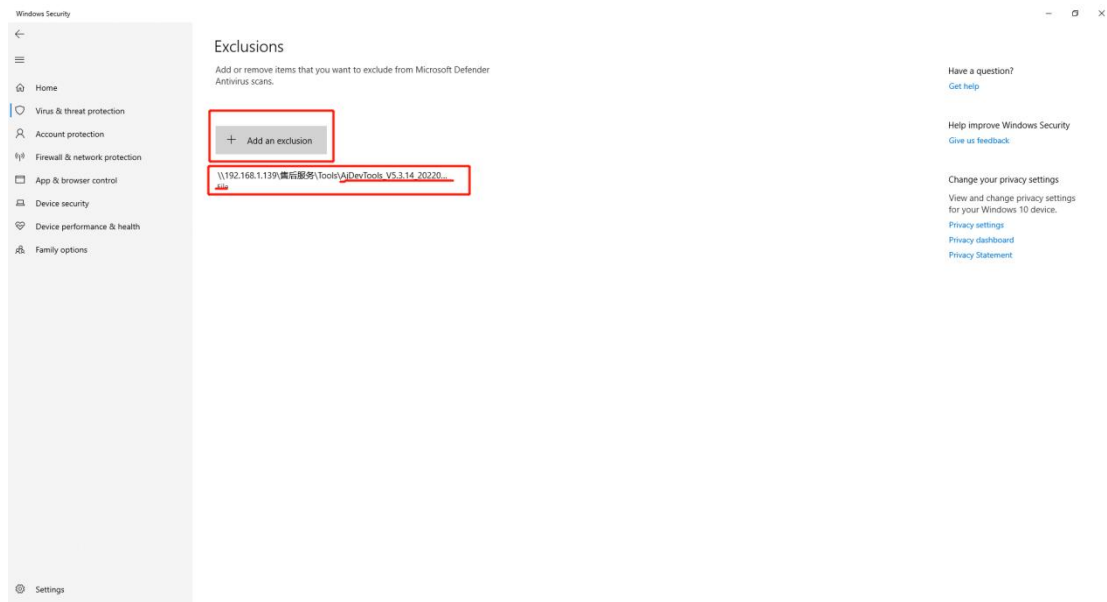 Windows Security
Home
Virus & threat protection
Account protection
Firewall & network protection
App & browser control
Device security
Device performance & health
Family options
Settings
Exclusions
Add or remove items that you want to exclude from Microsoft Defender
Antivirus scans.
Add an exclusion
\\192.168.1.139\售后服务\Tools\AjDevTools_V5.3.14_20220...
File
Have a question?
Get help
Help improve Windows Security
Give us feedback
Change your privacy settings
View and change privacy settings
for your Windows 10 device.
Privacy settings
Privacy dashboard
Privacy Statement